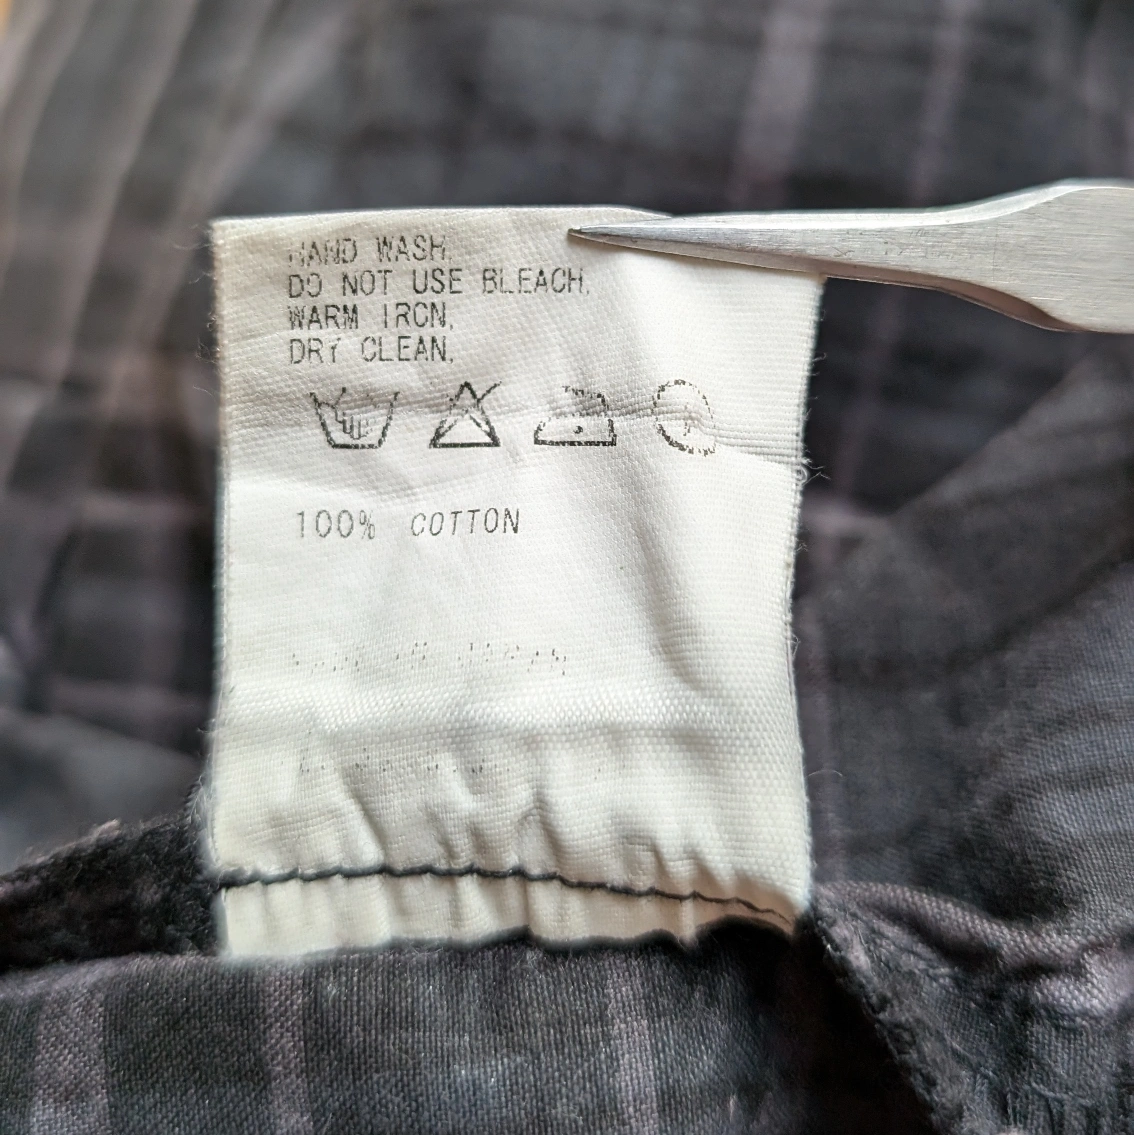 HAND WASH.
DO NOT USE BLEACH.
WARM IRON.
DRY CLEAN.
100% COTTON